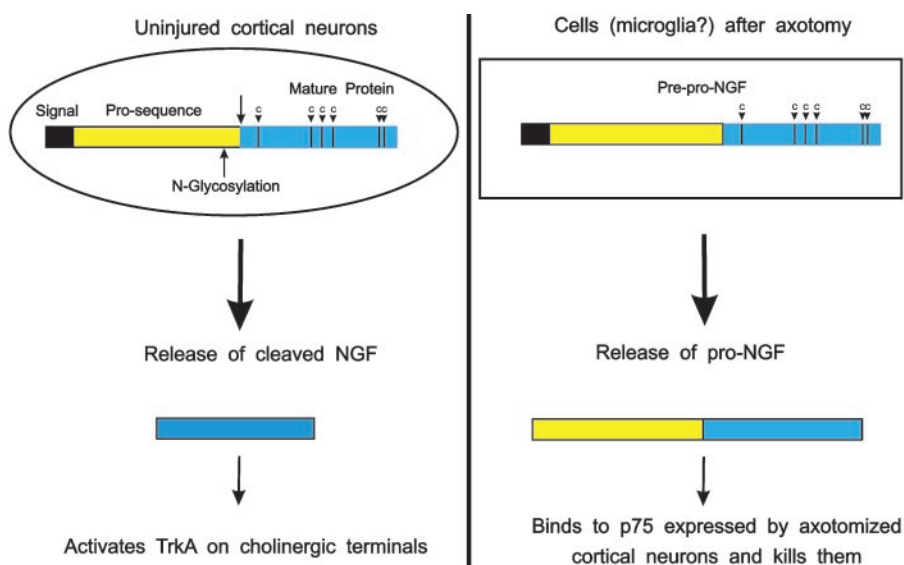 Uninjured cortical neurons
Mature Protein
Signal Pro-sequence
c c c c cc
N-Glycosylation
Release of cleaved NGF
Activates TrkA on cholinergic terminals
Cells (microglia?) after axotomy
Pre-pro-NGF
c c c c cc
Release of pro-NGF
Binds to p75 expressed by axotomized
cortical neurons and kills them